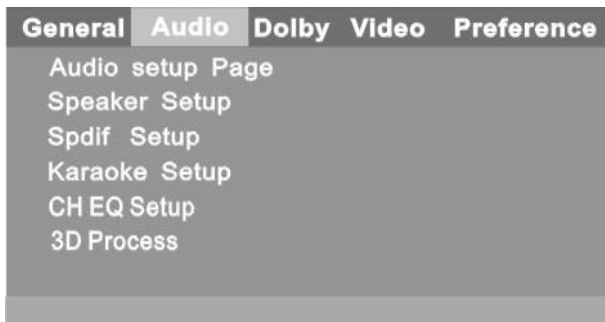 General Audio Dolby Video Preference
Audio setup Page
Speaker Setup
Spdif Setup
Karaoke Setup
CH EQ Setup
3D Process